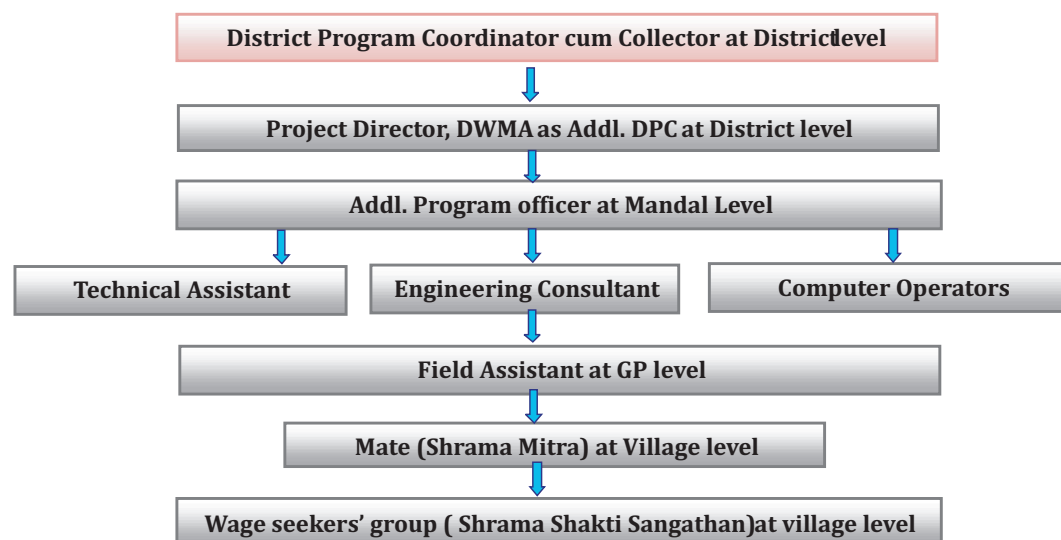 District Program Coordinator cum Collector at District level
Project Director, DWMA as Addl. DPC at District level
Addl. Program officer at Mandal Level
Technical Assistant
Engineering Consultant
Computer Operators
Field Assistant at GP level
Mate (Shrama Mitra) at Village level
Wage seekers’ group ( Shrama Shakti Sangathan)at village level